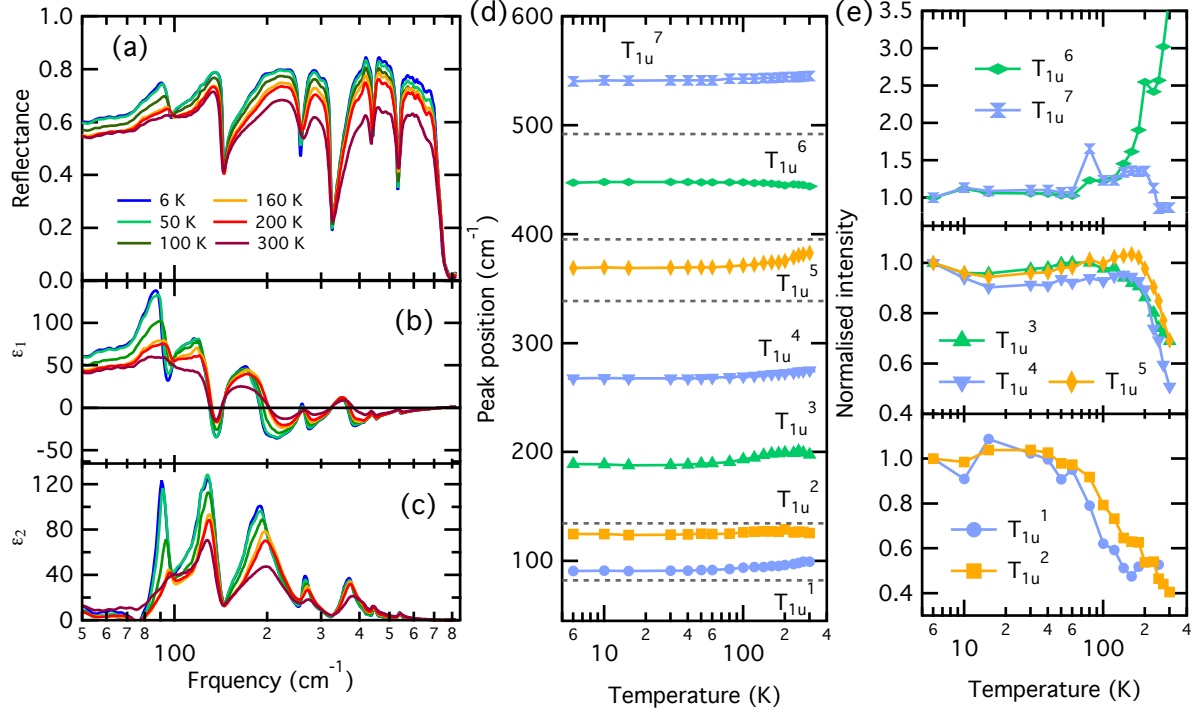 (a)
Reflectance
1.0
0.8
0.6
0.4
0.2
0.0
6 K
50 K
100 K
160 K
200 K
300 K
(b)
ε₁
100
50
0
-50
(c)
ε₂
120
80
40
0
5 6 7 8 100 2 3 4 5 6 7 8
Frquency (cm⁻¹)
(d)
Peak position (cm⁻¹)
600
500
400
300
200
100
T₁ᵤ⁷
T₁ᵤ⁶
T₁ᵤ⁵
T₁ᵤ⁴
T₁ᵤ³
T₁ᵤ²
T₁ᵤ¹
6 10 2 4 6 100 2 4
Temperature (K)
(e)
Normalised intensity
3.5
3.0
2.5
2.0
1.5
1.0
T₁ᵤ⁶
T₁ᵤ⁷
1.0
0.8
0.6
0.4
T₁ᵤ³
T₁ᵤ⁴ T₁ᵤ⁵
1.0
0.8
0.6
0.4
T₁ᵤ¹
T₁ᵤ²
6 10 2 4 6 100 2 4
Temperature (K)